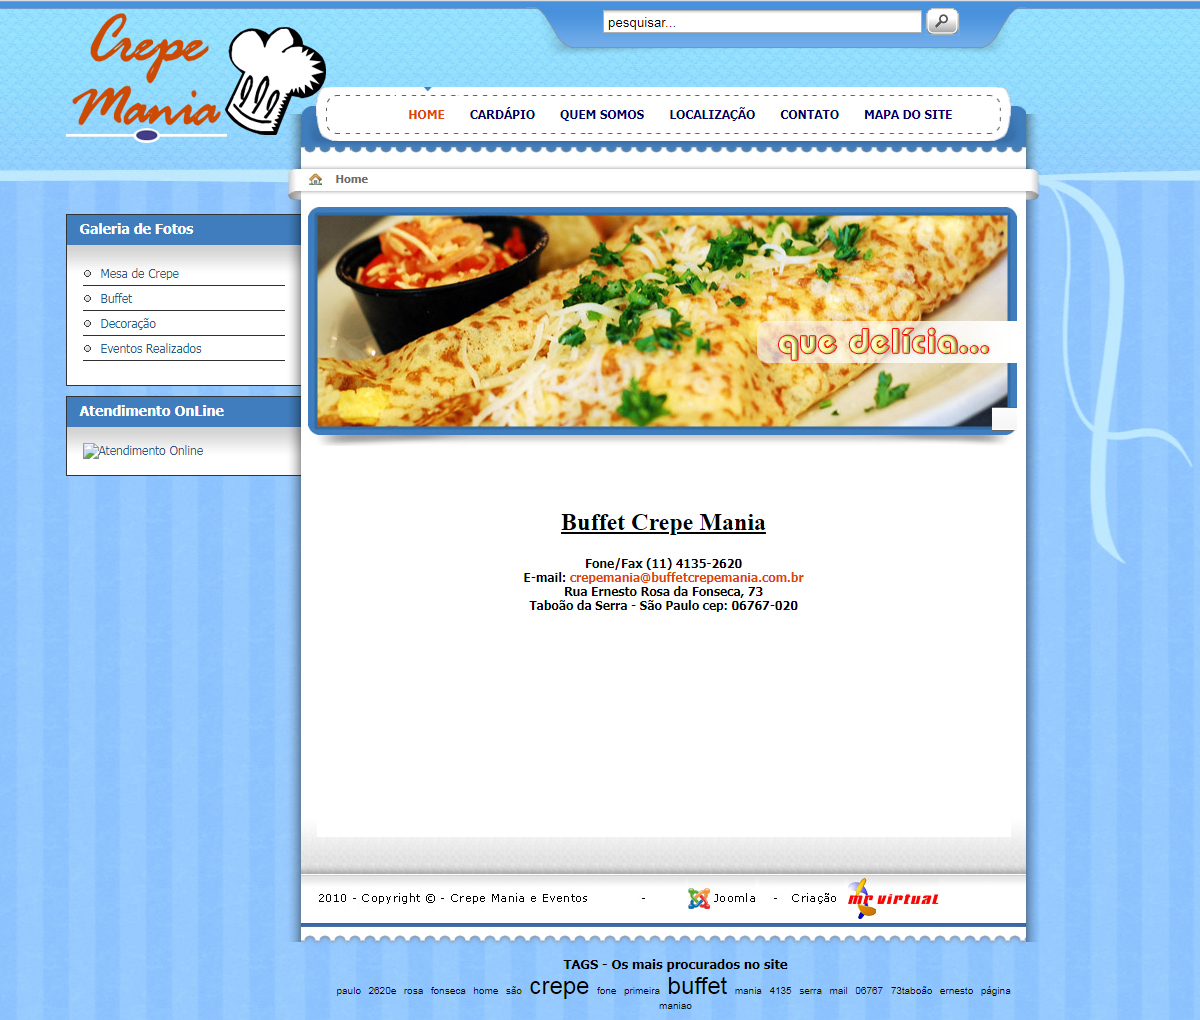 Crepe
Mania
pesquisar...
HOME CARDÁPIO QUEM SOMOS LOCALIZAÇÃO CONTATO MAPA DO SITE
Home
Galeria de Fotos
Mesa de Crepe
Buffet
Decoração
Eventos Realizados
Atendimento OnLine
Atendimento Online
que delícia...
Buffet Crepe Mania
Fone/Fax (11) 4135-2620
E-mail: crepemania@buffetcrepemania.com.br
Rua Ernesto Rosa da Fonseca, 73
Taboão da Serra - São Paulo cep: 06767-020
2010 - Copyright © - Crepe Mania e Eventos - Joomla - Criação mr virtual
TAGS - Os mais procurados no site
paulo 2620e rosa fonseca home são crepe fone primeira buffet mania 4135 serra mail 06767 73taboão ernesto página
maniao